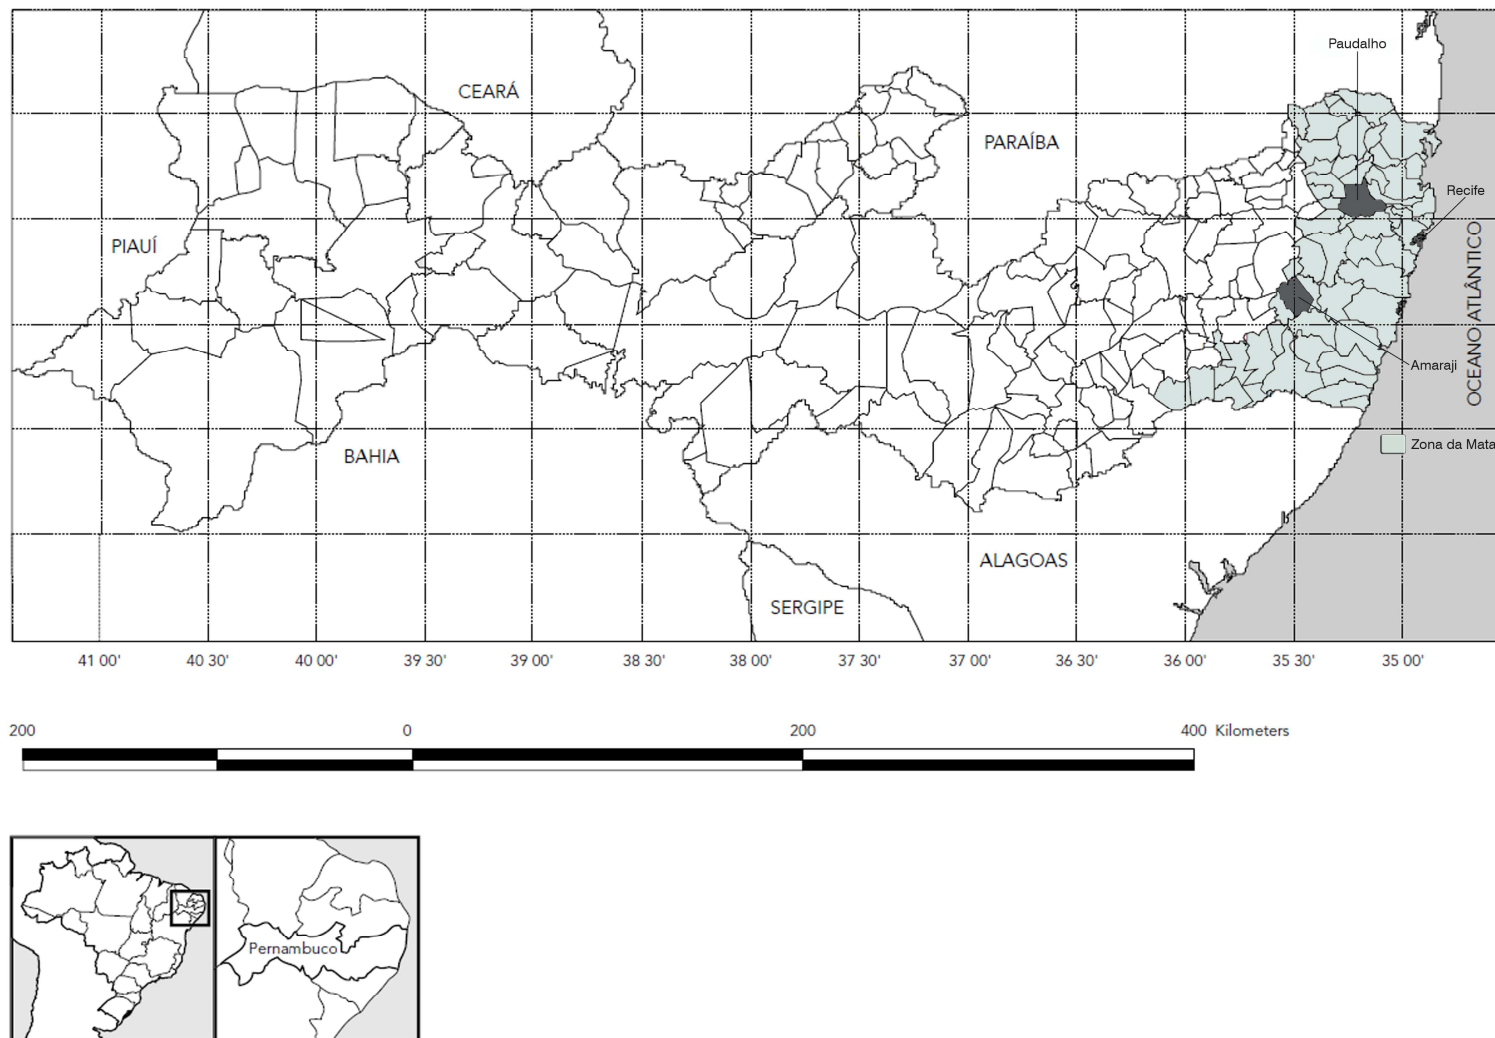 Paudalho
CEARÁ
PARAÍBA
Recife
PIAUÍ
OCEANO ATLÂNTICO
Amaraji
Zona da Mata
BAHIA
ALAGOAS
SERGIPE
41 00' 40 30' 40 00' 39 30' 39 00' 38 30' 38 00' 37 30' 37 00' 36 30' 36 00' 35 30' 35 00'
200 0 200 400 Kilometers
Pernambuco